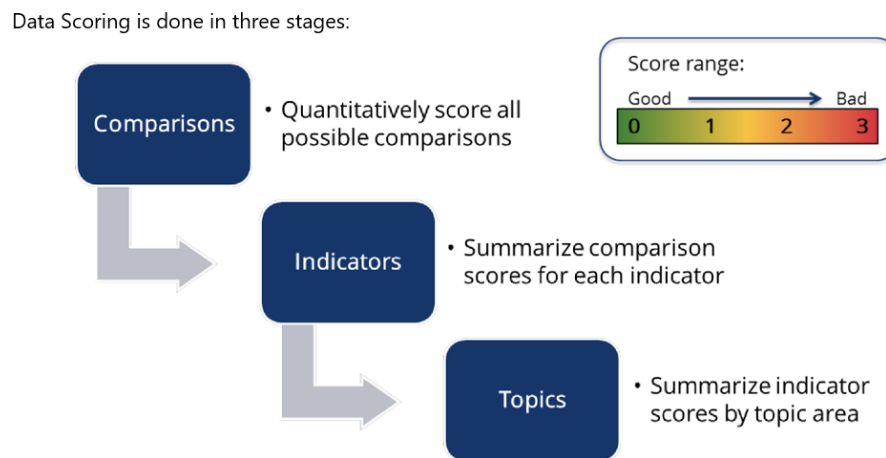 Data Scoring is done in three stages:
Score range:
Good
Bad
0 1 2 3
Comparisons
• Quantitatively score all
possible comparisons
Indicators
• Summarize comparison
scores for each indicator
Topics
• Summarize indicator
scores by topic area